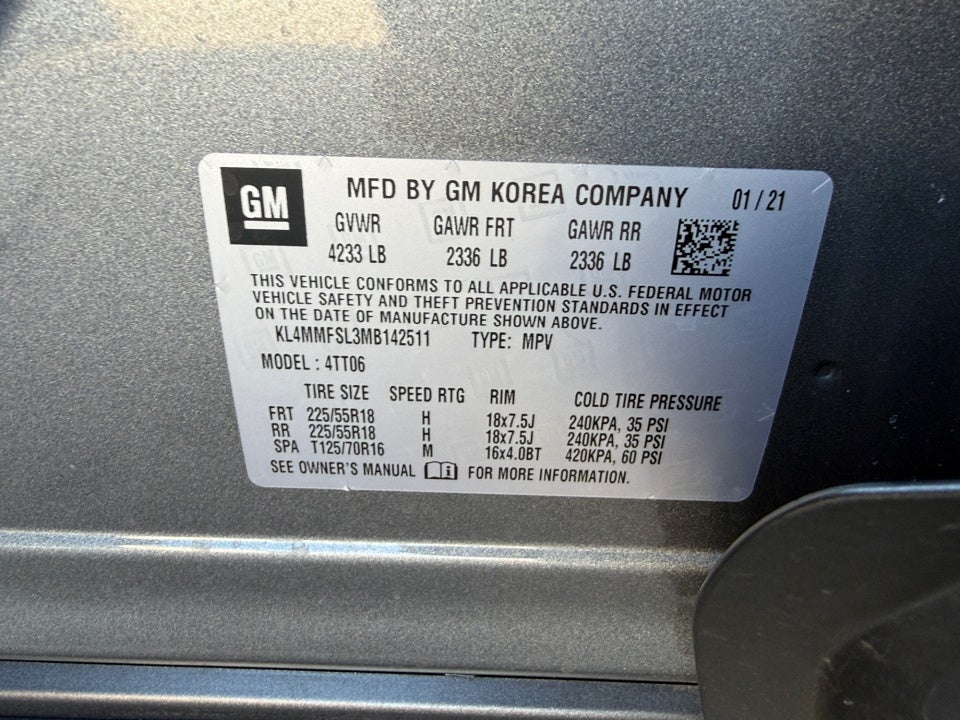 GM MFD BY GM KOREA COMPANY 01 / 21
GVWR GAWR FRT GAWR RR
4233 LB 2336 LB 2336 LB
THIS VEHICLE CONFORMS TO ALL APPLICABLE U.S. FEDERAL MOTOR
VEHICLE SAFETY AND THEFT PREVENTION STANDARDS IN EFFECT
ON THE DATE OF MANUFACTURE SHOWN ABOVE.
KL4MMFSL3MB142511 TYPE: MPV
MODEL : 4TT06
TIRE SIZE SPEED RTG RIM COLD TIRE PRESSURE
FRT 225/55R18 H 18x7.5J 240KPA, 35 PSI
RR 225/55R18 H 18x7.5J 240KPA, 35 PSI
SPA T125/70R16 M 16x4.0BT 420KPA, 60 PSI
SEE OWNER'S MANUAL FOR MORE INFORMATION.